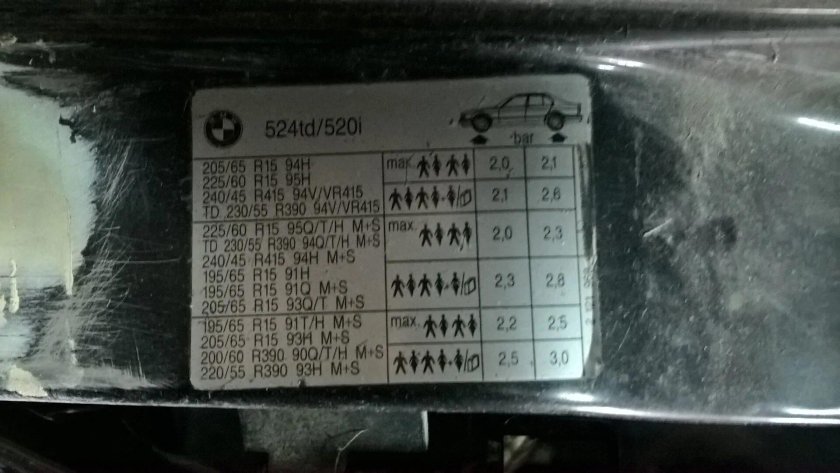 524td/520i
bar
205/65 R15 94H
225/60 R15 95H
240/45 R415 94V/VR415
TD 230/55 R390 94V/VR415
max. 2,0 2,1
2,1 2,6
225/60 R15 95Q/T/H M+S
TD 230/55 R390 94Q/T/H M+S
240/45 R415 94H M+S
195/65 R15 91H
195/65 R15 91Q M+S
205/65 R15 93Q/T M+S
max. 2,0 2,3
2,3 2,8
195/65 R15 91T/H M+S
205/65 R15 93H M+S
200/60 R390 90Q/T/H M+S
220/55 R390 93H M+S
max. 2,2 2,5
2,5 3,0